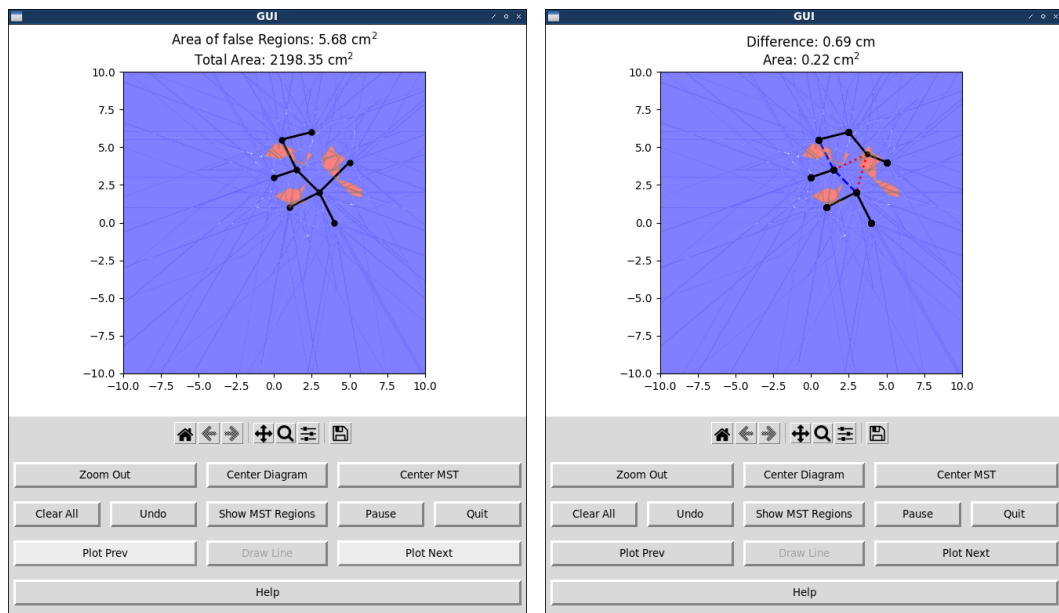 GUI
Area of false Regions: 5.68 cm²
Total Area: 2198.35 cm²
10.0
7.5
5.0
2.5
0.0
−2.5
−5.0
−7.5
−10.0
−10.0 −7.5 −5.0 −2.5 0.0 2.5 5.0 7.5 10.0
Zoom Out Center Diagram Center MST
Clear All Undo Show MST Regions Pause Quit
Plot Prev Draw Line Plot Next
Help
GUI
Difference: 0.69 cm
Area: 0.22 cm²
10.0
7.5
5.0
2.5
0.0
−2.5
−5.0
−7.5
−10.0
−10.0 −7.5 −5.0 −2.5 0.0 2.5 5.0 7.5 10.0
Zoom Out Center Diagram Center MST
Clear All Undo Show MST Regions Pause Quit
Plot Prev Draw Line Plot Next
Help